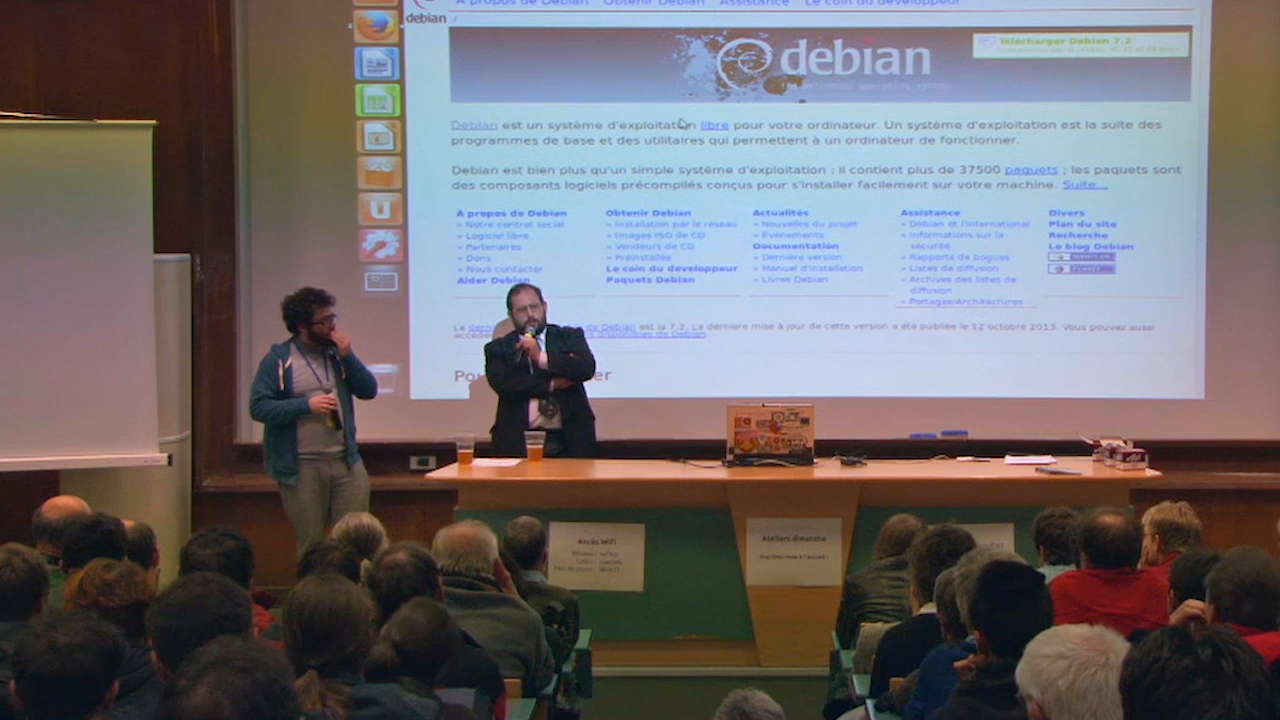 A propos de Debian Obtenir Debian Assistance Le coin du développeur
debian /
debian
Télécharger Debian 7.2
Debian est un système d'exploitation libre pour votre ordinateur. Un système d'exploitation est la suite des
programmes de base et des utilitaires qui permettent à un ordinateur de fonctionner.
Debian est bien plus qu'un simple système d'exploitation : il contient plus de 37500 paquets ; les paquets sont
des composants logiciels précompilés conçus pour s'installer facilement sur votre machine. Suite...
À propos de Debian
» Notre contrat social
» Logiciel libre
» Partenaires
» Dons
» Nous contacter
Aider Debian
Obtenir Debian
» Installation par le réseau
» Images ISO de CD
» Vendeurs de CD
» Préinstallée
Le coin du développeur
Paquets Debian
Actualités
» Nouvelles du projet
» Événements
Documentation
» Dernière version
» Manuel d'installation
» Livres Debian
Assistance
» Debian et l'international
» Informations sur la
sécurité
» Rapports de bogues
» Listes de diffusion
» Archives des listes de
diffusion
» Portages/Architectures
Divers
Plan du site
Recherche
Le blog Debian
La de Debian est la 7.2. La dernière mise à jour de cette version a été publiée le 12 octobre 2013. Vous pouvez aussi
disponibles de Debian.
er
Accès Wifi
Ateliers dimanche